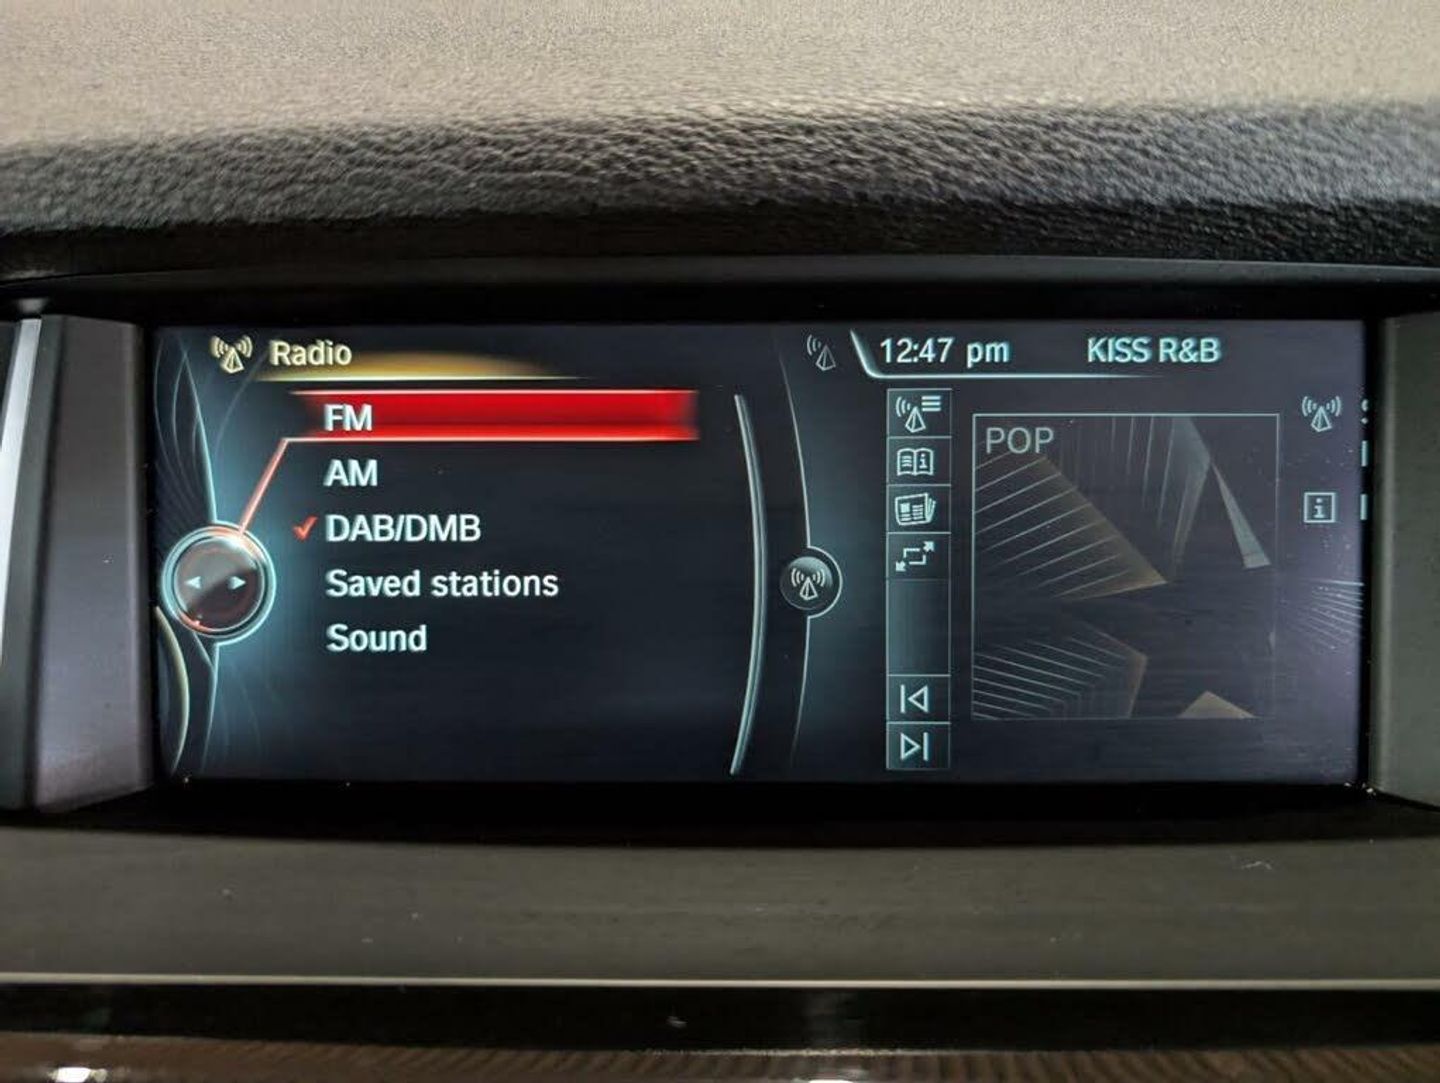 Radio
12:47 pm
KISS R&B
FM
AM
DAB/DMB
Saved stations
Sound
POP